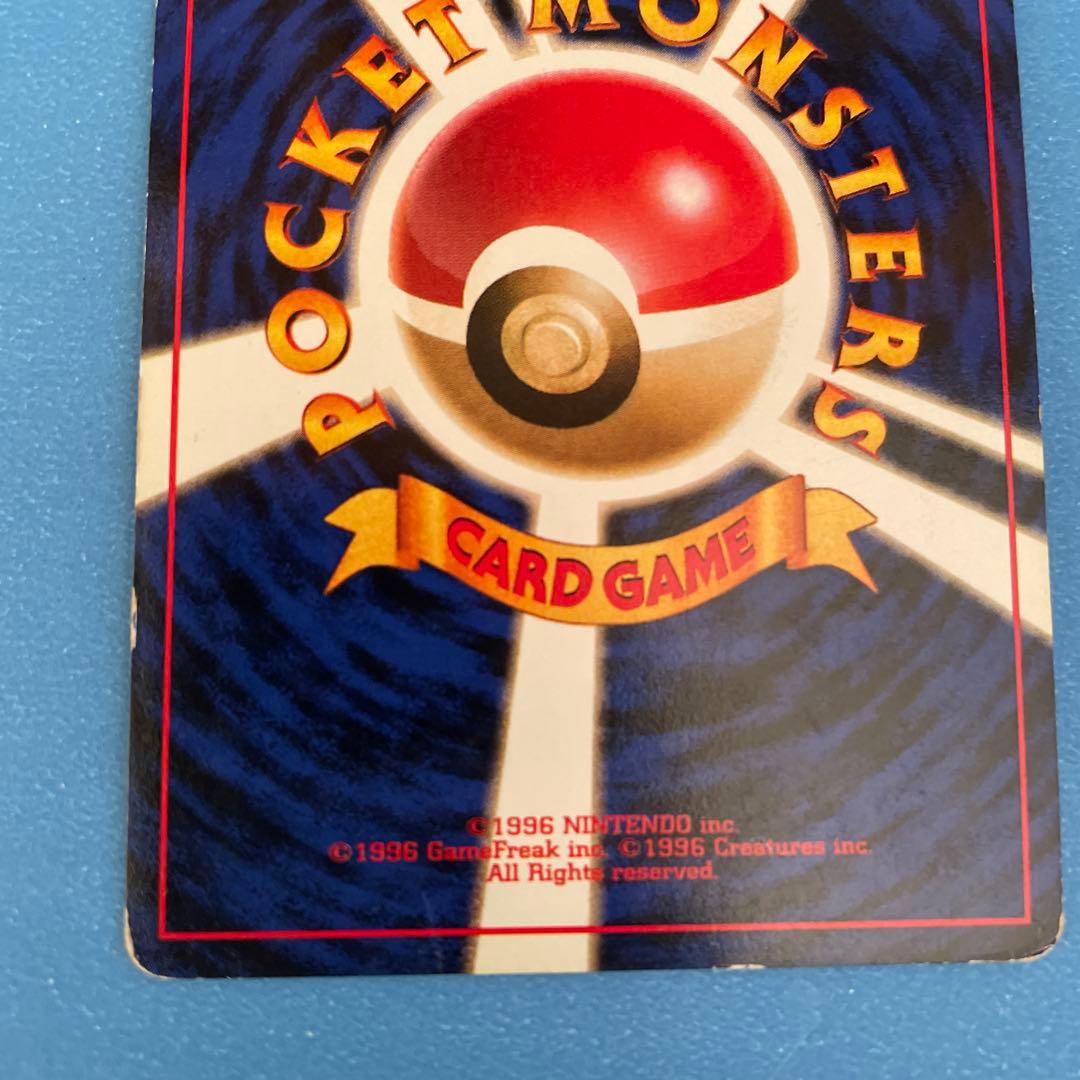 POCKET MONSTERS
CARD GAME
©1996 NINTENDO inc.
©1996 GameFreak inc. ©1996 Creatures inc.
All Rights reserved.